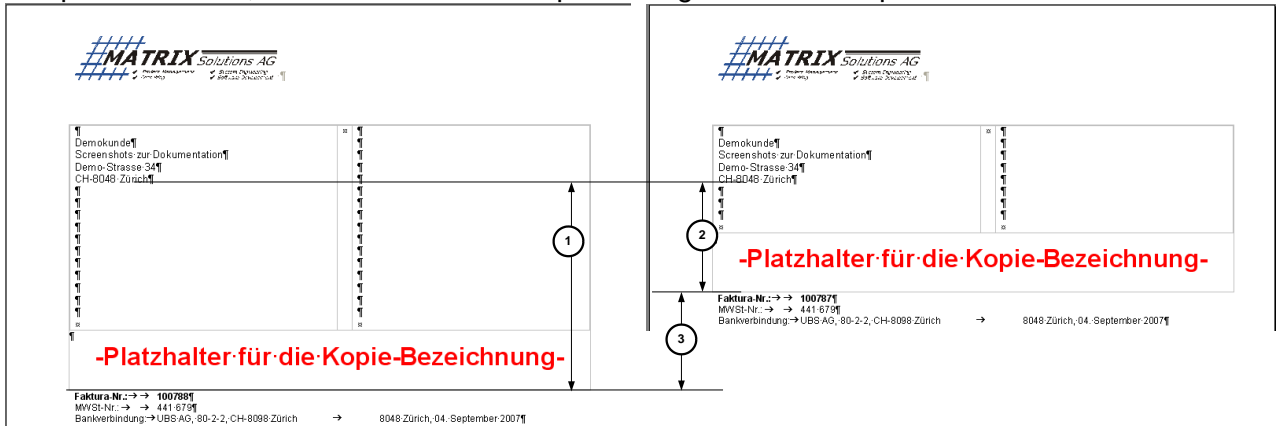 MATRIX Solutions AG
¶
¶
Demokunde¶
Screenshots·zur·Dokumentation¶
Demo-Strasse·34¶
CH-8048·Zürich¶
1
-Platzhalter·für·die·Kopie-Bezeichnung-
Faktura-Nr.:→ → 100788¶
MWSt-Nr.: → → 441·679¶
Bankverbindung:→UBS·AG,·80-2-2,·CH-8098·Zürich → 8048·Zürich,·04.·September·2007¶
MATRIX Solutions AG
¶
¶
Demokunde¶
Screenshots·zur·Dokumentation¶
Demo-Strasse·34¶
CH-8048·Zürich¶
2
-Platzhalter·für·die·Kopie-Bezeichnung-
Faktura-Nr.:→ → 100787¶
MWSt-Nr.: → → 441·679¶
Bankverbindung:→UBS·AG,·80-2-2,·CH-8098·Zürich → 8048·Zürich,·04.·September·2007¶
3